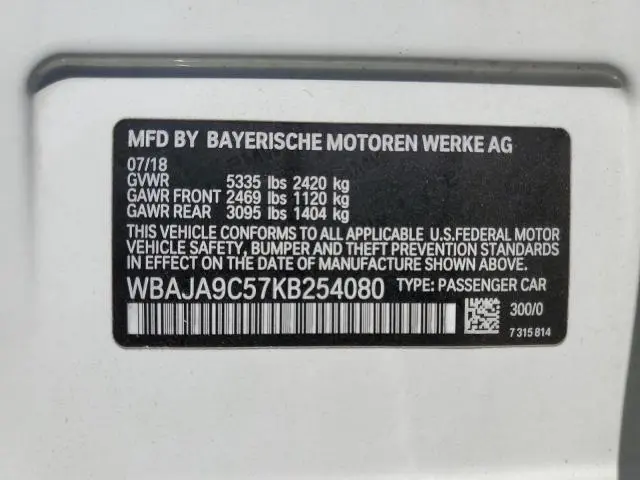 MFD BY BAYERISCHE MOTOREN WERKE AG
07/18
GVWR 5335 lbs 2420 kg
GAWR FRONT 2469 lbs 1120 kg
GAWR REAR 3095 lbs 1404 kg
THIS VEHICLE CONFORMS TO ALL APPLICABLE U.S.FEDERAL MOTOR
VEHICLE SAFETY, BUMPER AND THEFT PREVENTION STANDARDS
IN EFFECT ON THE DATE OF MANUFACTURE SHOWN ABOVE.
WBAJA9C57KB254080 TYPE: PASSENGER CAR
300/0
7 315 814